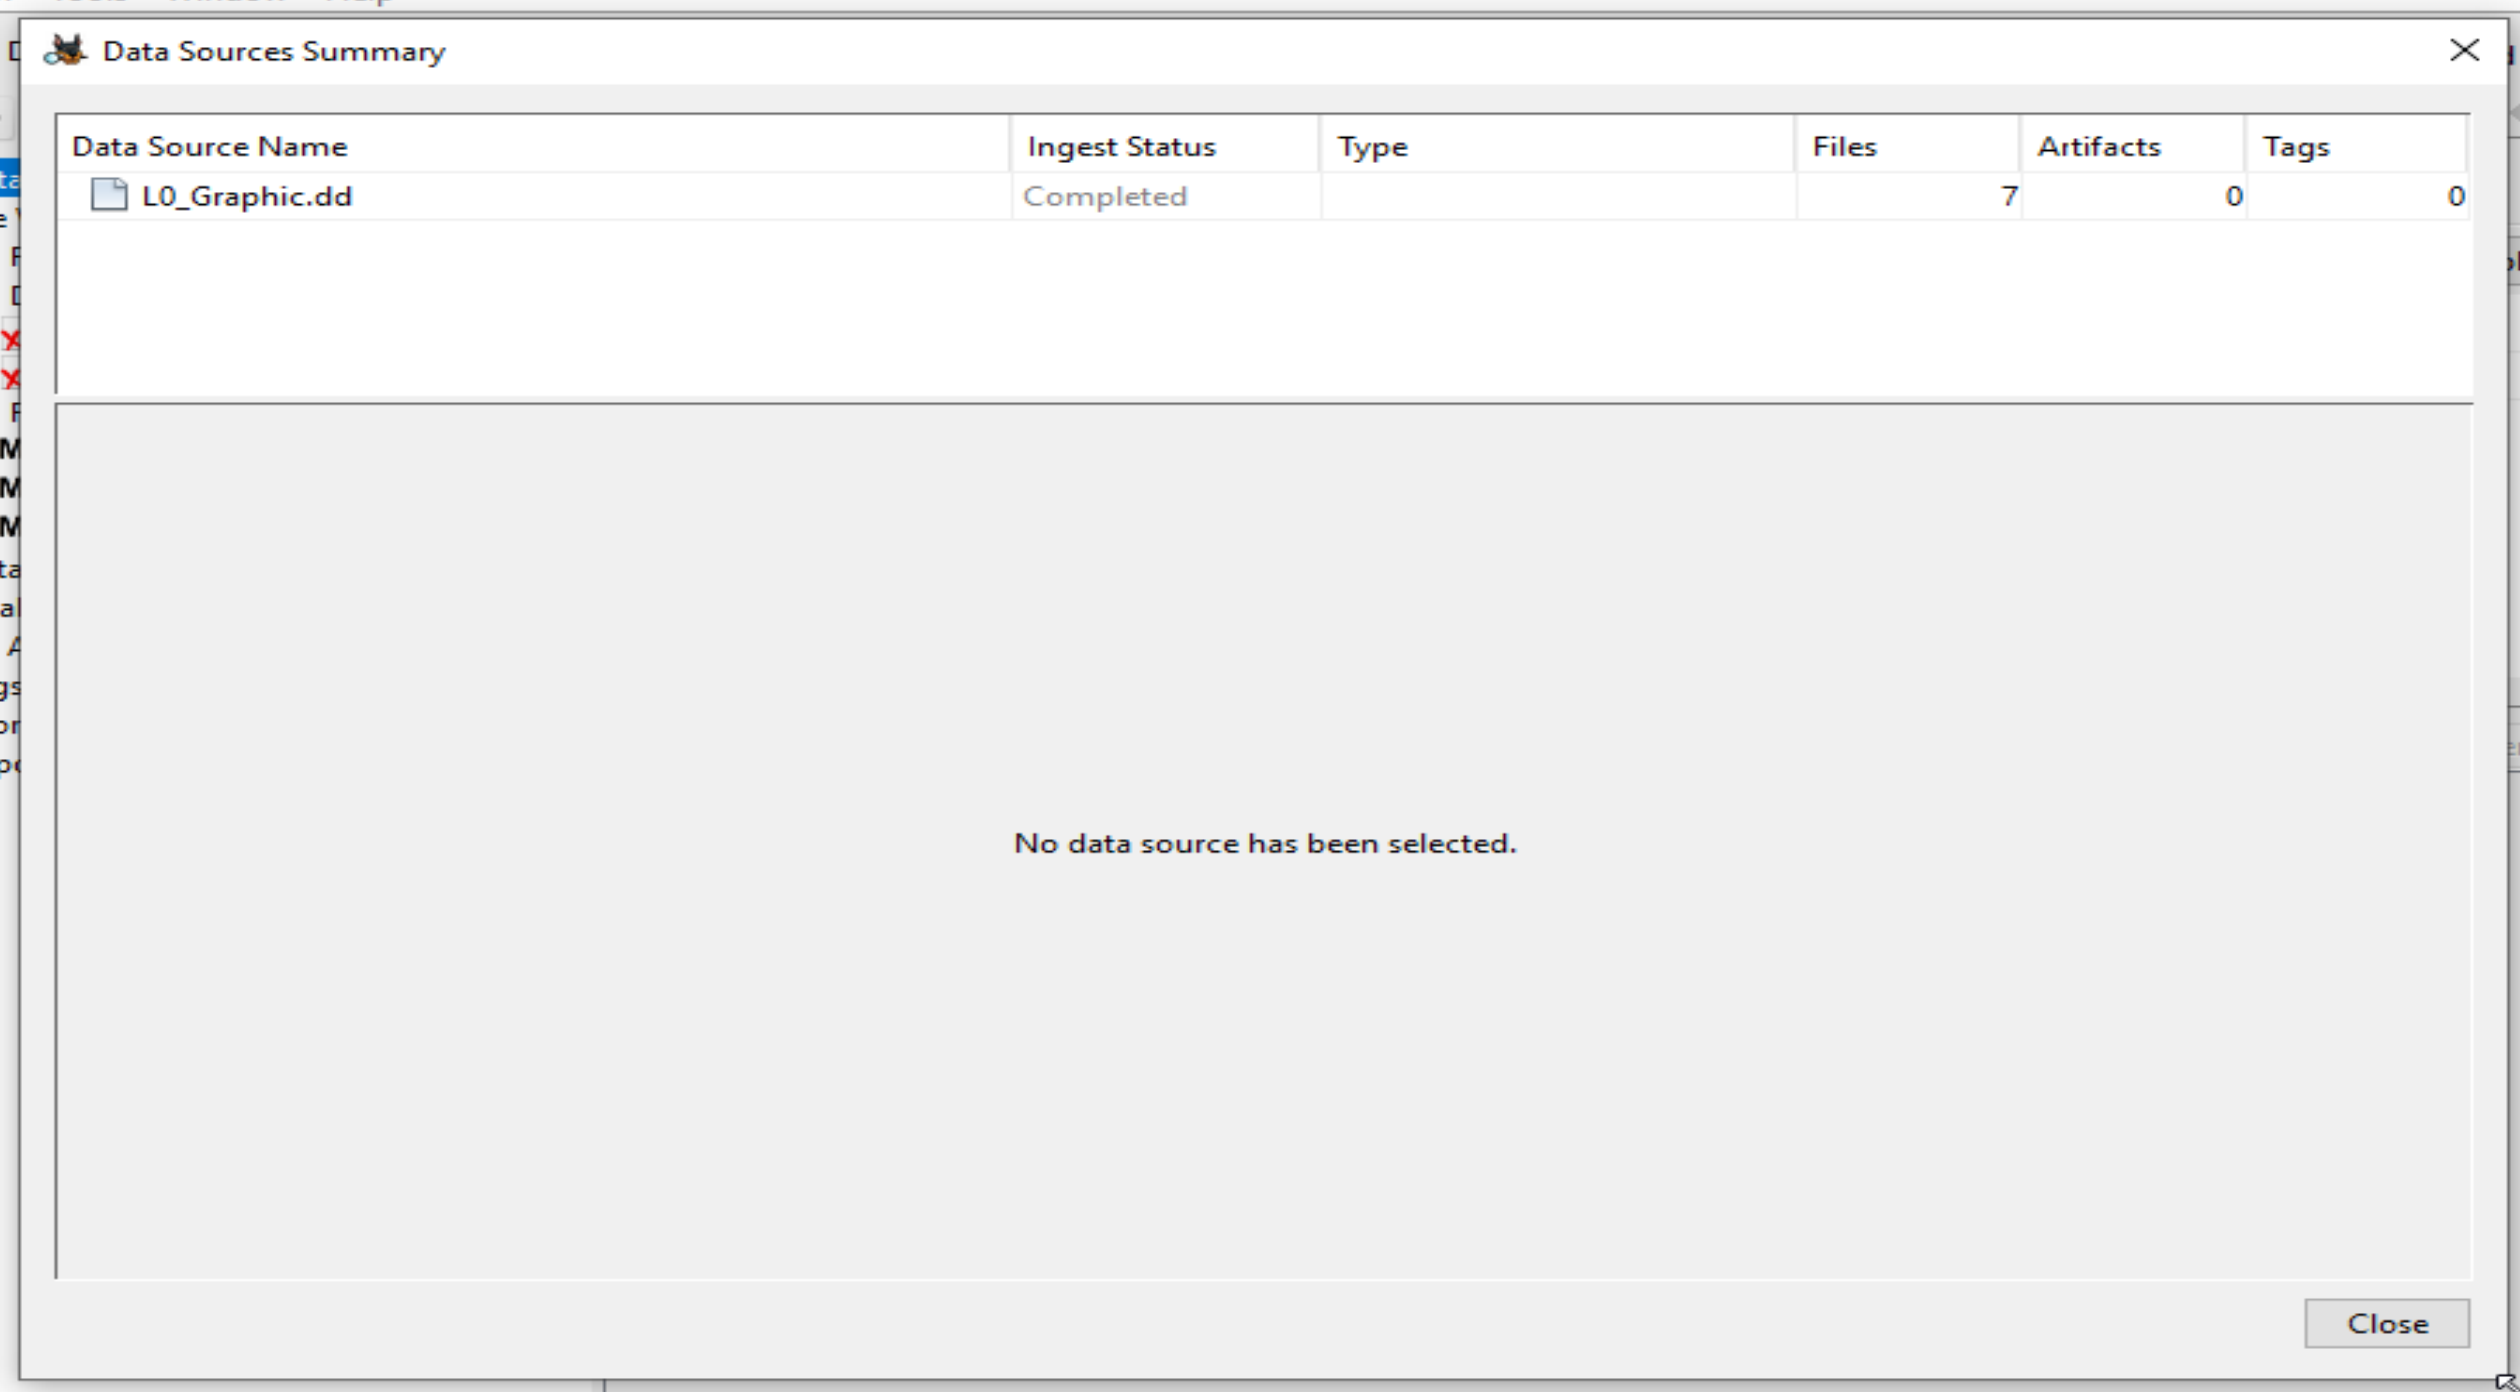 Data Sources Summary
Data Source Name Ingest Status Type Files Artifacts Tags
L0_Graphic.dd Completed 7 0 0
No data source has been selected.
Close